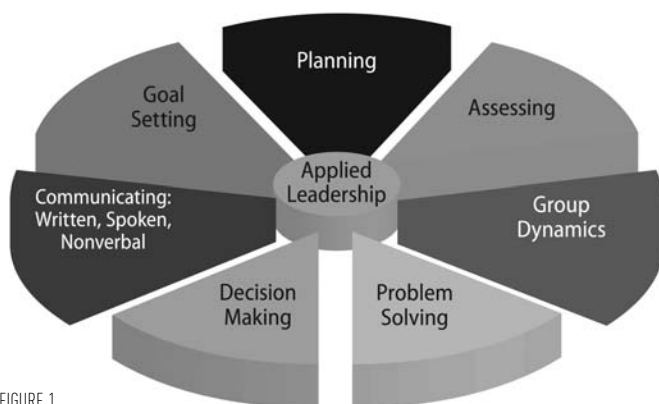 Planning
Goal
Setting
Assessing
Applied
Leadership
Communicating:
Written, Spoken,
Nonverbal
Group
Dynamics
Decision
Making
Problem
Solving
FIGURE 1